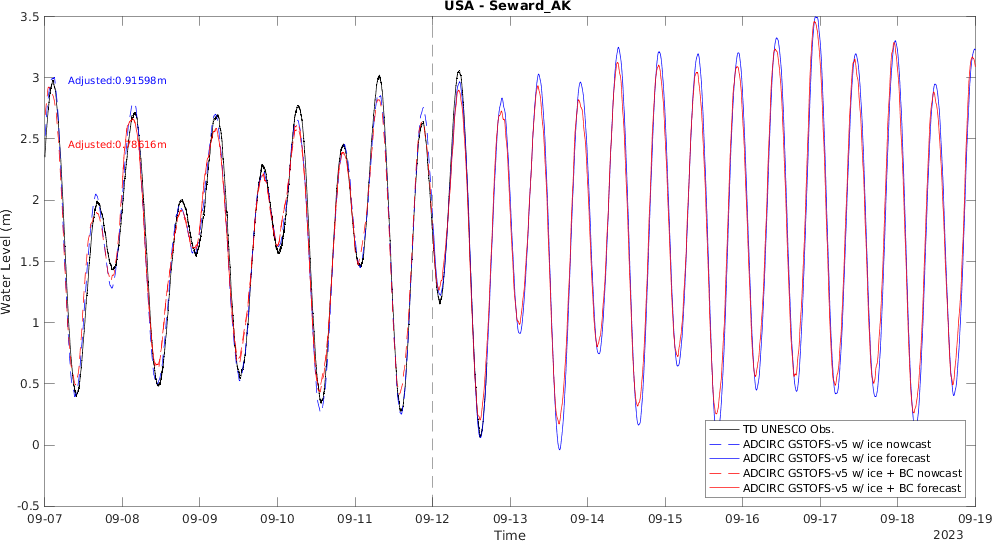 USA - Seward_AK
3.5
3
2.5
2
1.5
1
0.5
0
-0.5
Water Level (m)
Adjusted:0.91598m
Adjusted:0.78616m
TD UNESCO Obs.
ADCIRC GSTOFS-v5 w/ ice nowcast
ADCIRC GSTOFS-v5 w/ ice forecast
ADCIRC GSTOFS-v5 w/ ice + BC nowcast
ADCIRC GSTOFS-v5 w/ ice + BC forecast
09-07 09-08 09-09 09-10 09-11 09-12 09-13 09-14 09-15 09-16 09-17 09-18 09-19
Time
2023